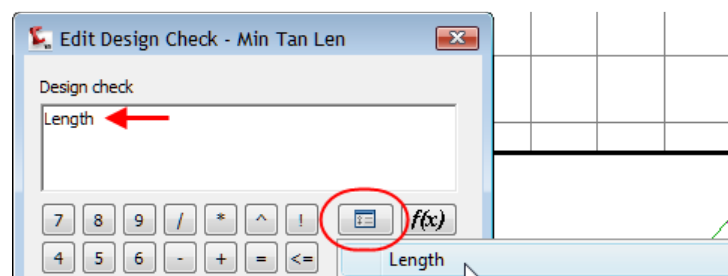 Edit Design Check - Min Tan Len
Design check
Length
7 8 9 / * ^ ! f(x)
4 5 6 - + = <=
Length